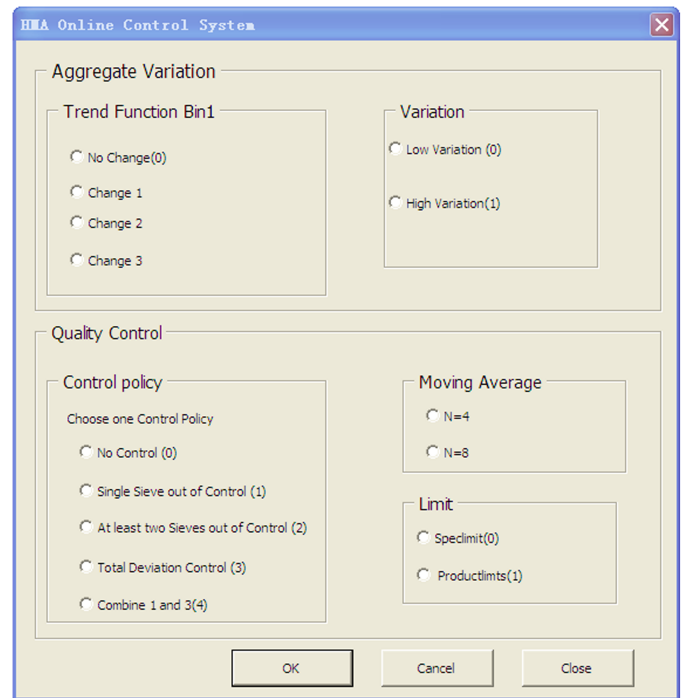 HMA Online Control System
Aggregate Variation
Trend Function Bin1
No Change(0)
Change 1
Change 2
Change 3
Variation
Low Variation (0)
High Variation(1)
Quality Control
Control policy
Choose one Control Policy
No Control (0)
Single Sieve out of Control (1)
At least two Sieves out of Control (2)
Total Deviation Control (3)
Combine 1 and 3(4)
Moving Average
N=4
N=8
Limit
Speclimit(0)
Productlimts(1)
OK
Cancel
Close